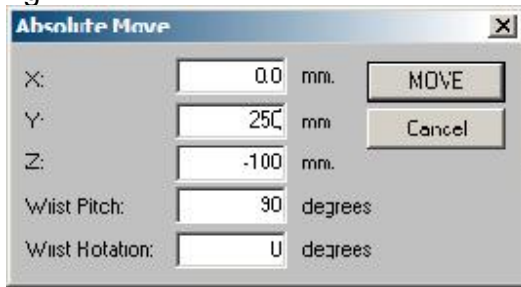 Absolute Move
X: 0.0 mm. MOVE
Y: 250 mm Cancel
Z: -100 mm.
Wrist Pitch: 90 degrees
Wrist Rotation: 0 degrees